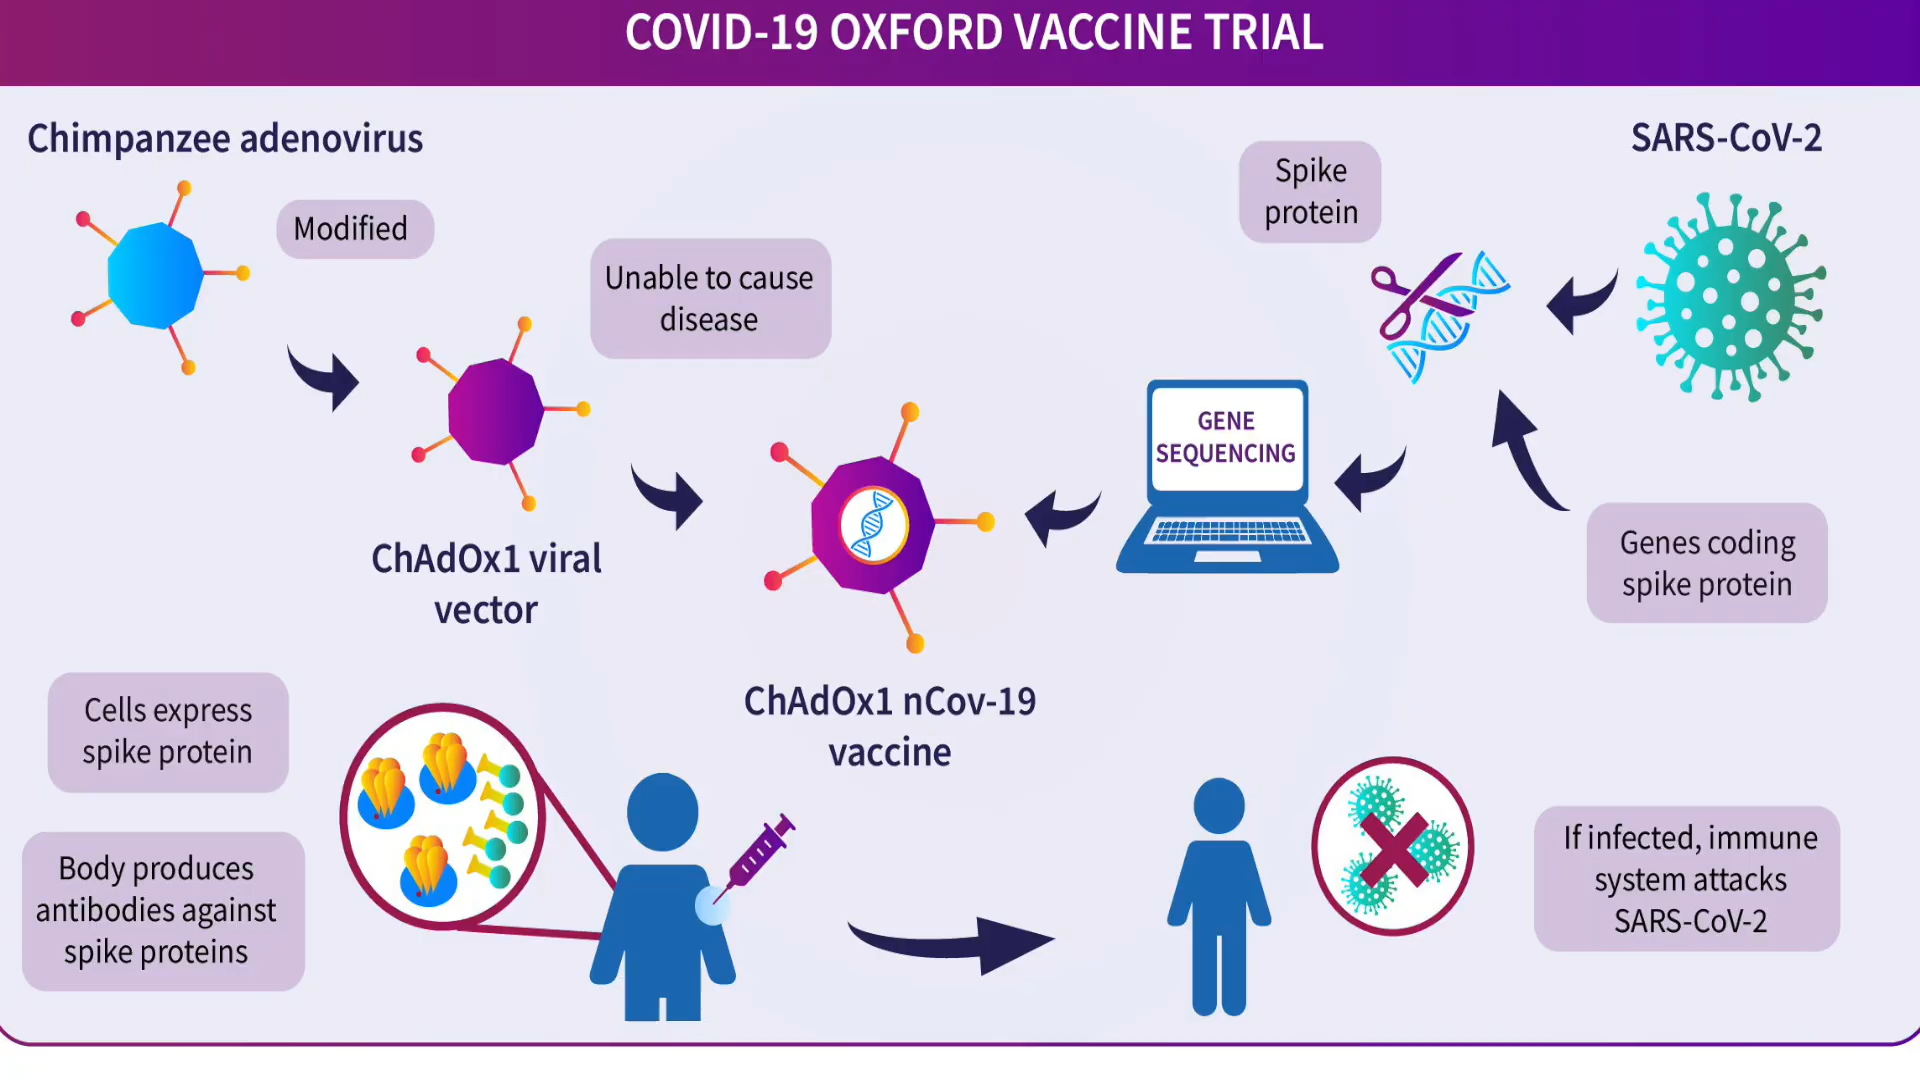 COVID-19 OXFORD VACCINE TRIAL
Chimpanzee adenovirus
Modified
Unable to cause
disease
Spike
protein
SARS-CoV-2
GENE
SEQUENCING
Genes coding
spike protein
ChAdOx1 viral
vector
ChAdOx1 nCov-19
vaccine
Cells express
spike protein
Body produces
antibodies against
spike proteins
If infected, immune
system attacks
SARS-CoV-2